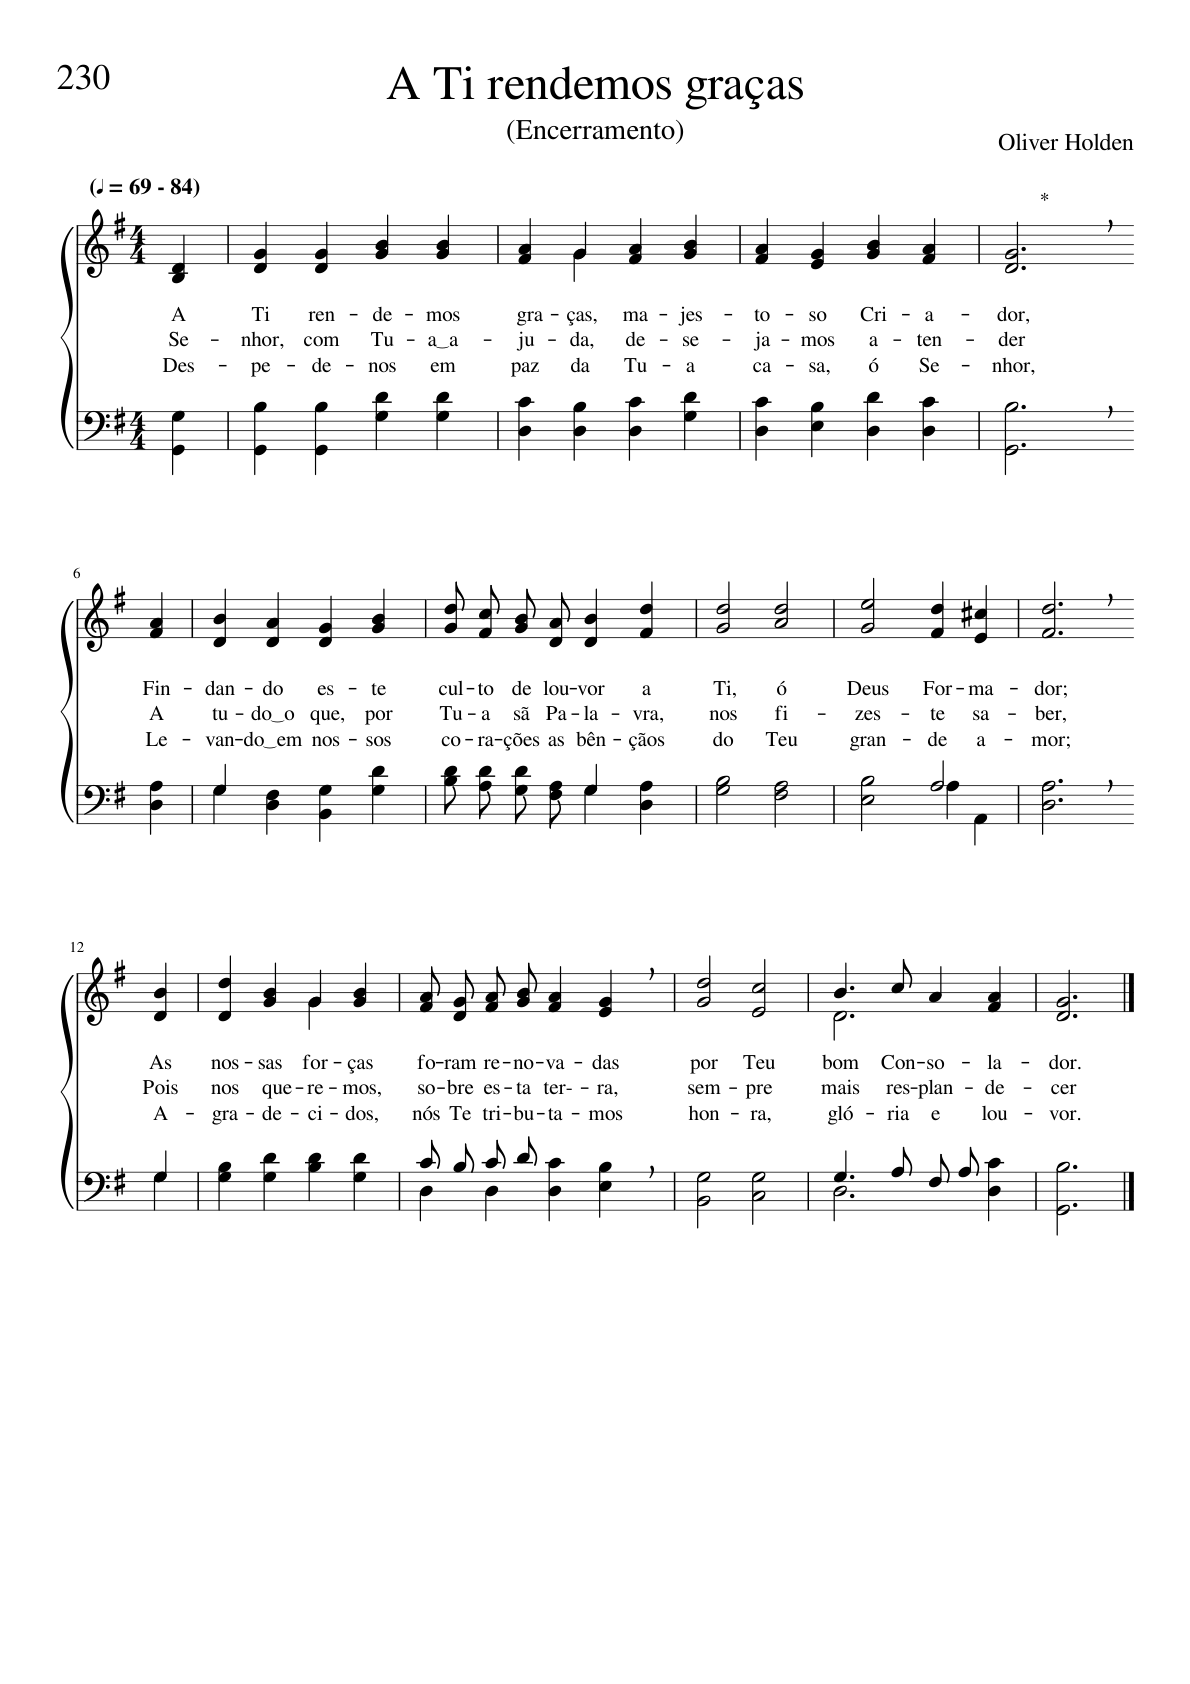 230
A Ti rendemos graças
(Encerramento)
Oliver Holden
(♩ = 69 - 84)
*
4
4
A Ti ren - de - mos gra - ças, ma - jes - to - so Cri - a - dor,
Se - nhor, com Tu - a‿a - ju - da, de - se - ja - mos a - ten - der
Des - pe - de - nos em paz da Tu - a ca - sa, ó Se - nhor,
4
4
6
Fin - dan - do es - te cul - to de lou - vor a Ti, ó Deus For - ma - dor;
A tu - do‿o que, por Tu - a sã Pa - la - vra, nos fi - zes - te sa - ber,
Le - van - do‿em nos - sos co - ra - ções as bên - çãos do Teu gran - de a - mor;
12
As nos - sas for - ças fo - ram re - no - va - das por Teu bom Con - so - la - dor.
Pois nos que - re - mos, so - bre es - ta ter- - ra, sem - pre mais res - plan - de - cer
A - gra - de - ci - dos, nós Te tri - bu - ta - mos hon - ra, gló - ria e lou - vor.